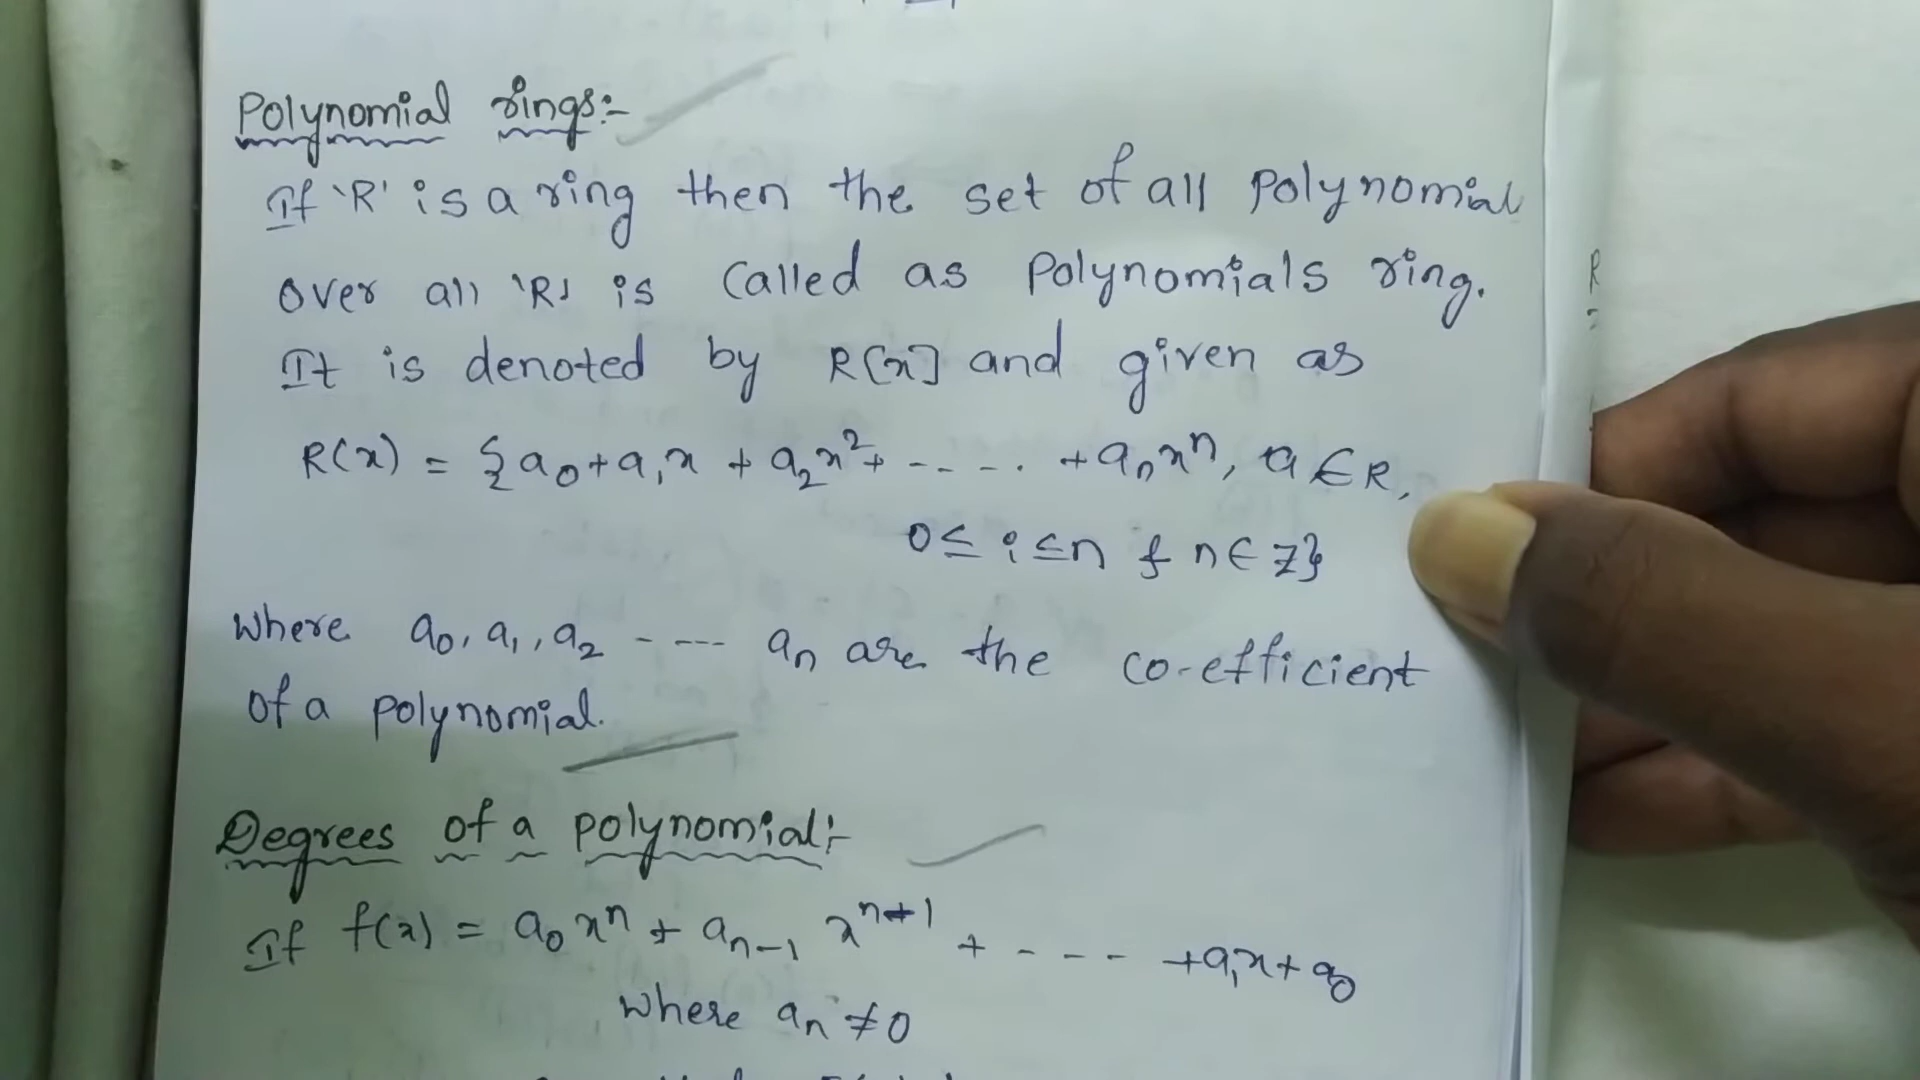 Polynomial rings:-
If 'R' is a ring then the set of all polynomial
over all 'R' is called as polynomials ring.
It is denoted by R[x] and given as
R(x) = {a₀+a₁x + a₂x²+ ----. +aₙxⁿ, a∈R,
0≤i≤n & n∈Z}
where a₀, a₁, a₂ - --- aₙ are the co-efficient
of a polynomial.
Degrees of a polynomial:-
If f(x) = a₀xⁿ + aₙ₋₁ xⁿ⁺¹ + - -- - +a₁x+a₀
where aₙ ≠0